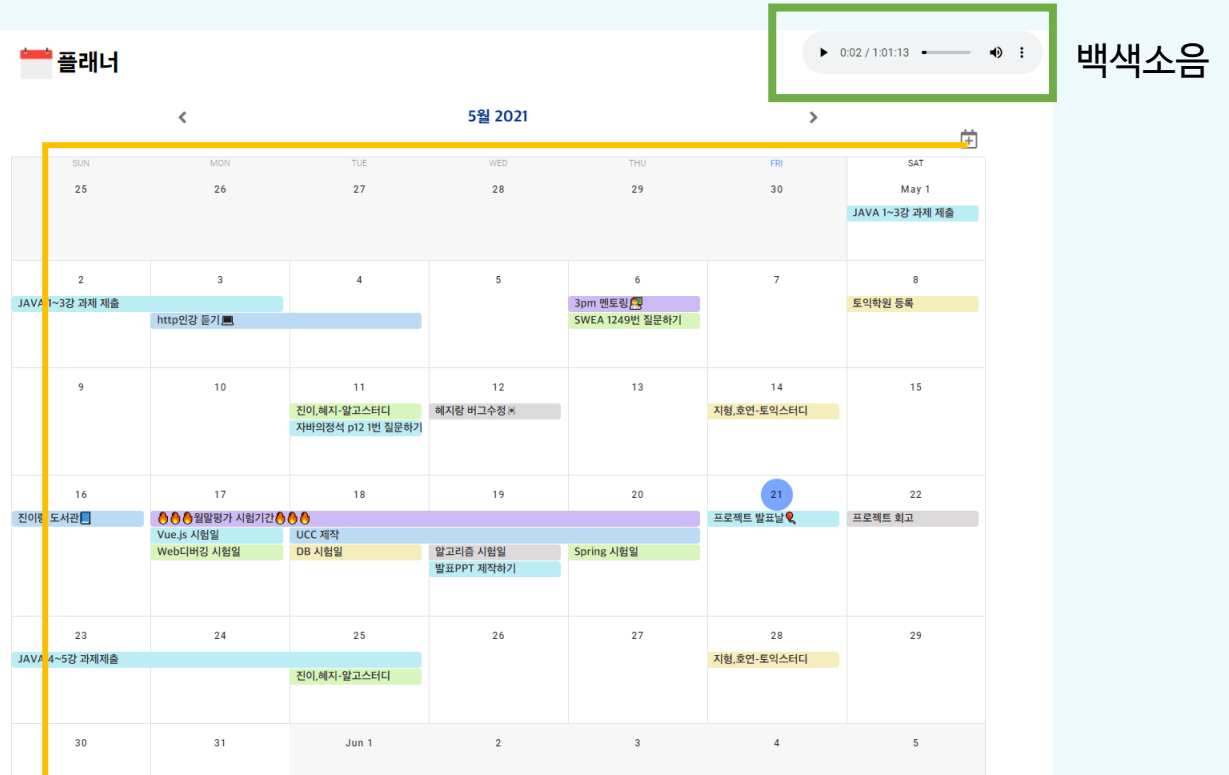 플래너
0:02 / 1:01:13
백색소음
5월 2021
SUN MON TUE WED THU FRI SAT
25 26 27 28 29 30 May 1
JAVA 1~3강 과제 제출
2 3 4 5 6 7 8
JAVA 1~3강 과제 제출 3pm 멘토링 토익학원 등록
http인강 듣기 SWEA 1249번 질문하기
9 10 11 12 13 14 15
진이,혜지-알고스터디 혜지랑 버그수정 지형,호연-토익스터디
자바의정석 p12 1번 질문하기
16 17 18 19 20 21 22
진이랑 도서관 🔥🔥🔥월말평가 시험기간🔥🔥🔥 프로젝트 발표날 프로젝트 회고
Vue.js 시험일 UCC 제작
Web디버깅 시험일 DB 시험일 알고리즘 시험일 Spring 시험일
발표PPT 제작하기
23 24 25 26 27 28 29
JAVA 4~5강 과제제출 지형,호연-토익스터디
진이,혜지-알고스터디
30 31 Jun 1 2 3 4 5